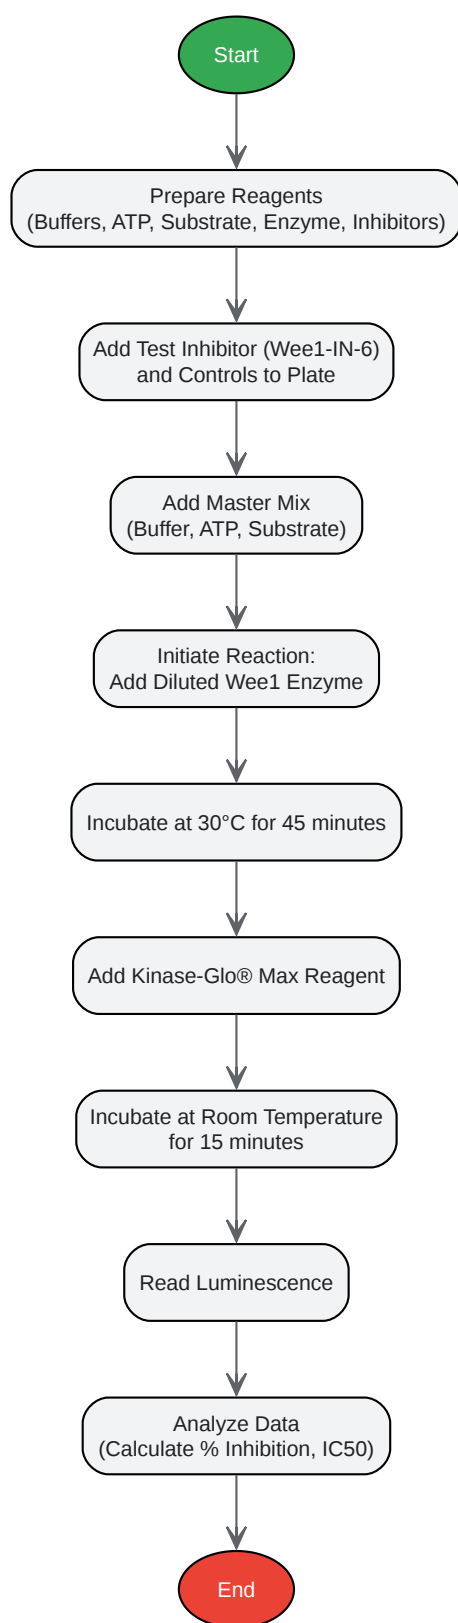 Start
Prepare Reagents
(Buffers, ATP, Substrate, Enzyme, Inhibitors)
Add Test Inhibitor (Wee1-IN-6)
and Controls to Plate
Add Master Mix
(Buffer, ATP, Substrate)
Initiate Reaction:
Add Diluted Wee1 Enzyme
Incubate at 30°C for 45 minutes
Add Kinase-Glo® Max Reagent
Incubate at Room Temperature
for 15 minutes
Read Luminescence
Analyze Data
(Calculate % Inhibition, IC50)
End